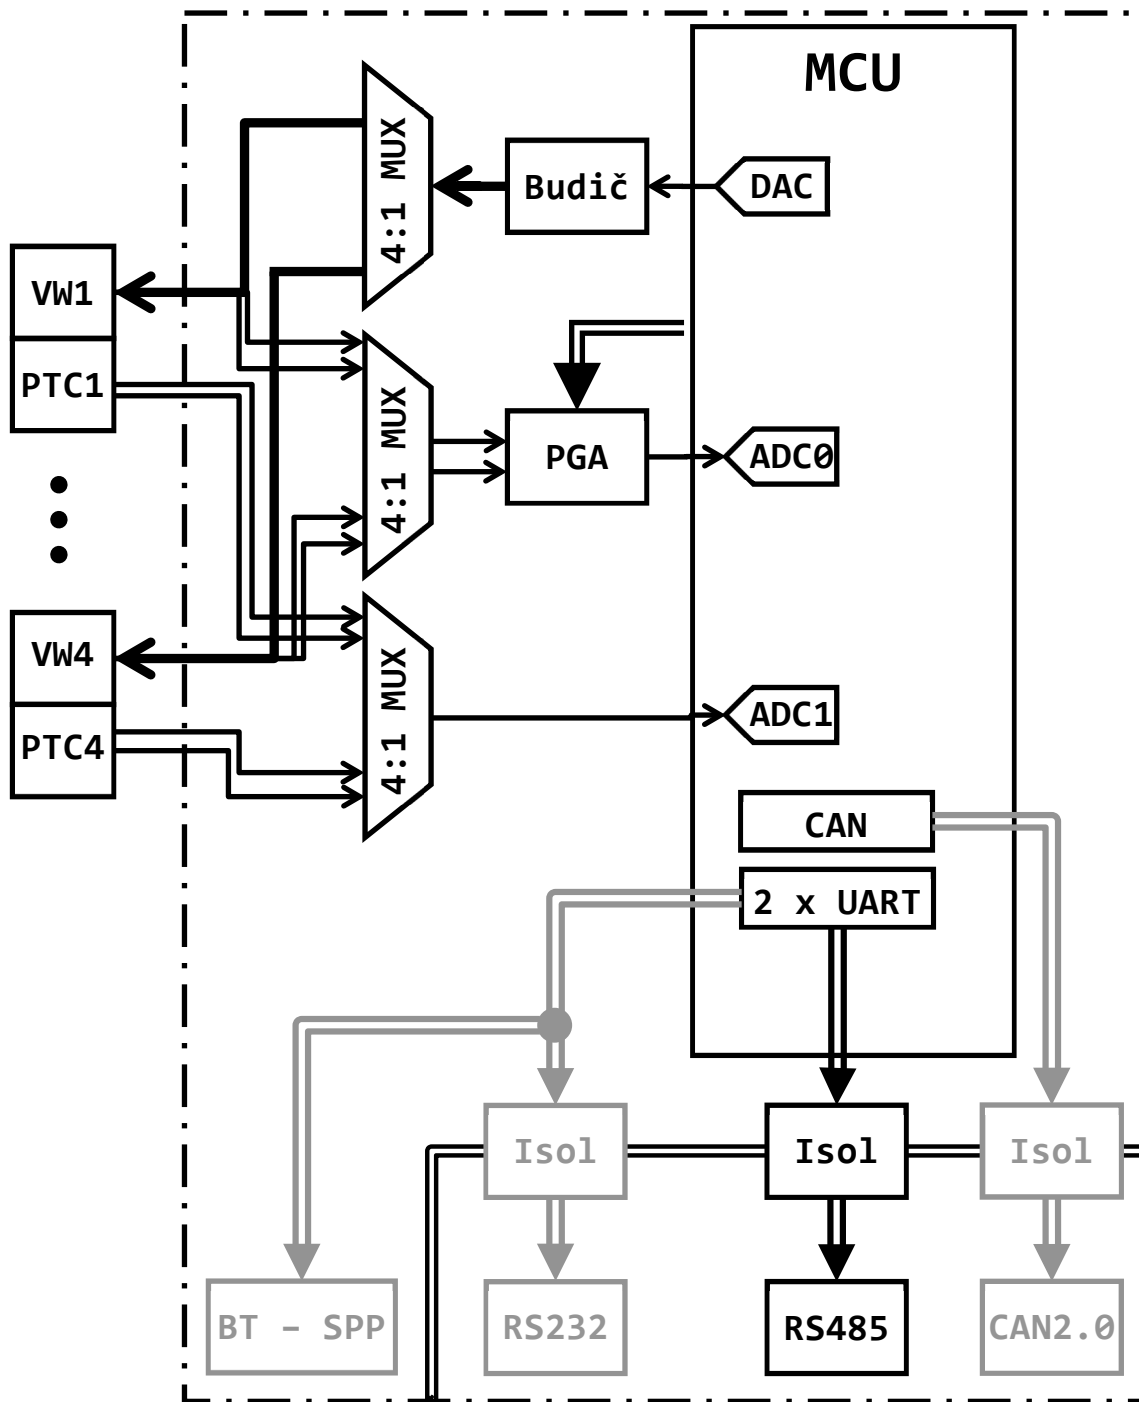 MCU
4:1 MUX
Budič
DAC
VW1
PTC1
4:1 MUX
PGA
ADC0
VW4
PTC4
4:1 MUX
ADC1
CAN
2 x UART
Isol
Isol
Isol
BT – SPP
RS232
RS485
CAN2.0